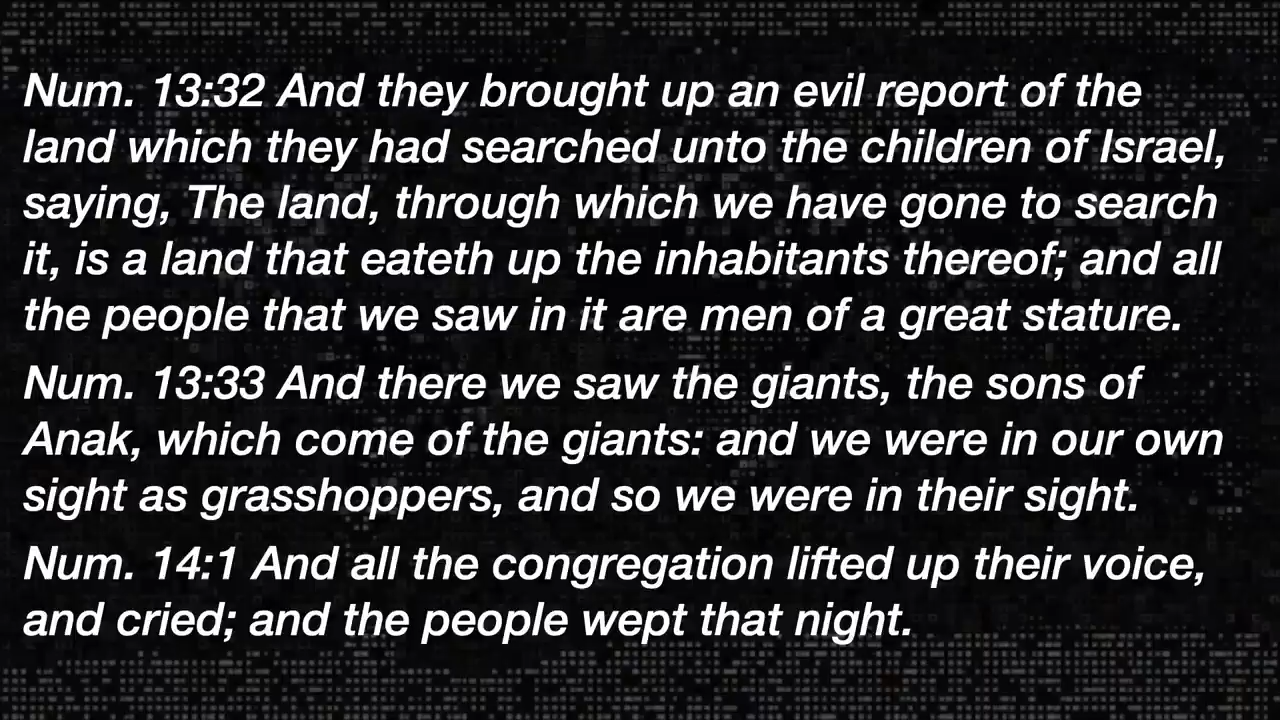 Num. 13:32 And they brought up an evil report of the
land which they had searched unto the children of Israel,
saying, The land, through which we have gone to search
it, is a land that eateth up the inhabitants thereof; and all
the people that we saw in it are men of a great stature.
Num. 13:33 And there we saw the giants, the sons of
Anak, which come of the giants: and we were in our own
sight as grasshoppers, and so we were in their sight.
Num. 14:1 And all the congregation lifted up their voice,
and cried; and the people wept that night.